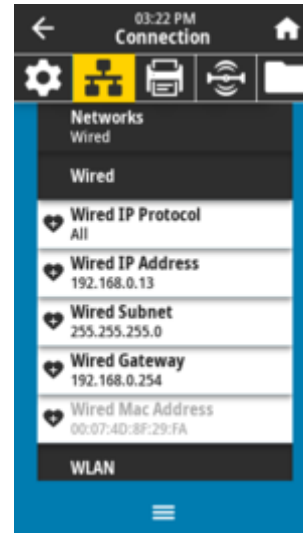 03:22 PM
Connection
Networks
Wired
Wired
Wired IP Protocol
All
Wired IP Address
192.168.0.13
Wired Subnet
255.255.255.0
Wired Gateway
192.168.0.254
Wired Mac Address
00:07:4D:8F:29:FA
WLAN